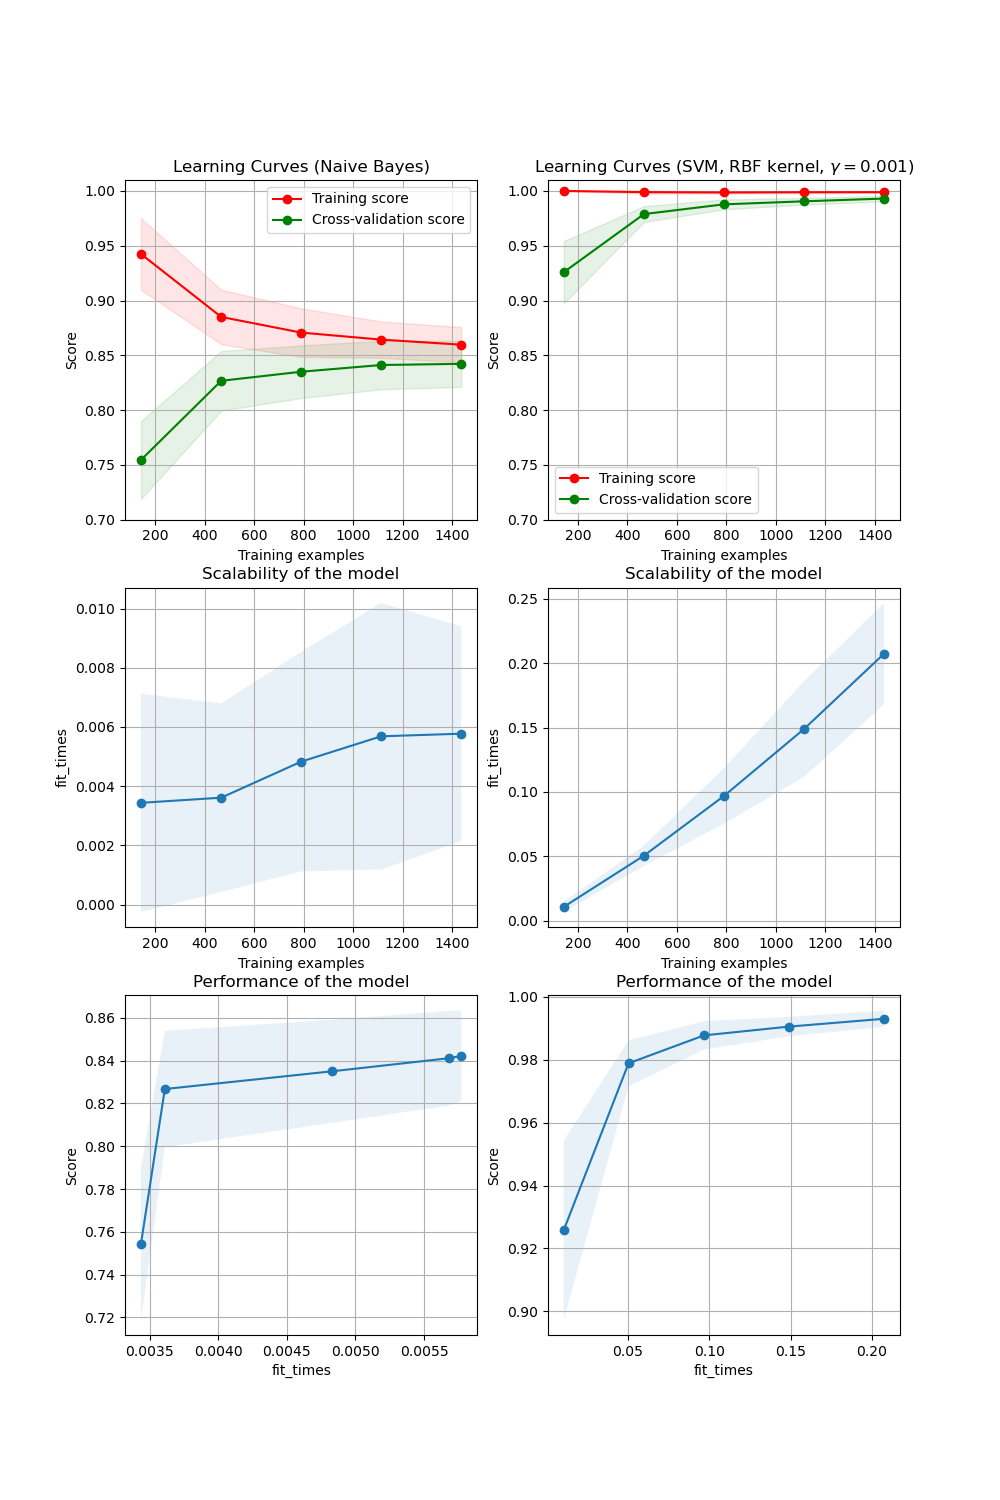 Learning Curves (Naive Bayes)
1.00
0.95
0.90
0.85
0.80
0.75
0.70
Score
Training score
Cross-validation score
200 400 600 800 1000 1200 1400
Training examples
Learning Curves (SVM, RBF kernel, γ = 0.001)
1.00
0.95
0.90
0.85
0.80
0.75
0.70
Score
Training score
Cross-validation score
200 400 600 800 1000 1200 1400
Training examples
Scalability of the model
0.010
0.008
0.006
0.004
0.002
0.000
fit_times
200 400 600 800 1000 1200 1400
Training examples
Scalability of the model
0.25
0.20
0.15
0.10
0.05
0.00
fit_times
200 400 600 800 1000 1200 1400
Training examples
Performance of the model
0.86
0.84
0.82
0.80
0.78
0.76
0.74
0.72
Score
0.0035 0.0040 0.0045 0.0050 0.0055
fit_times
Performance of the model
1.00
0.98
0.96
0.94
0.92
0.90
Score
0.05 0.10 0.15 0.20
fit_times